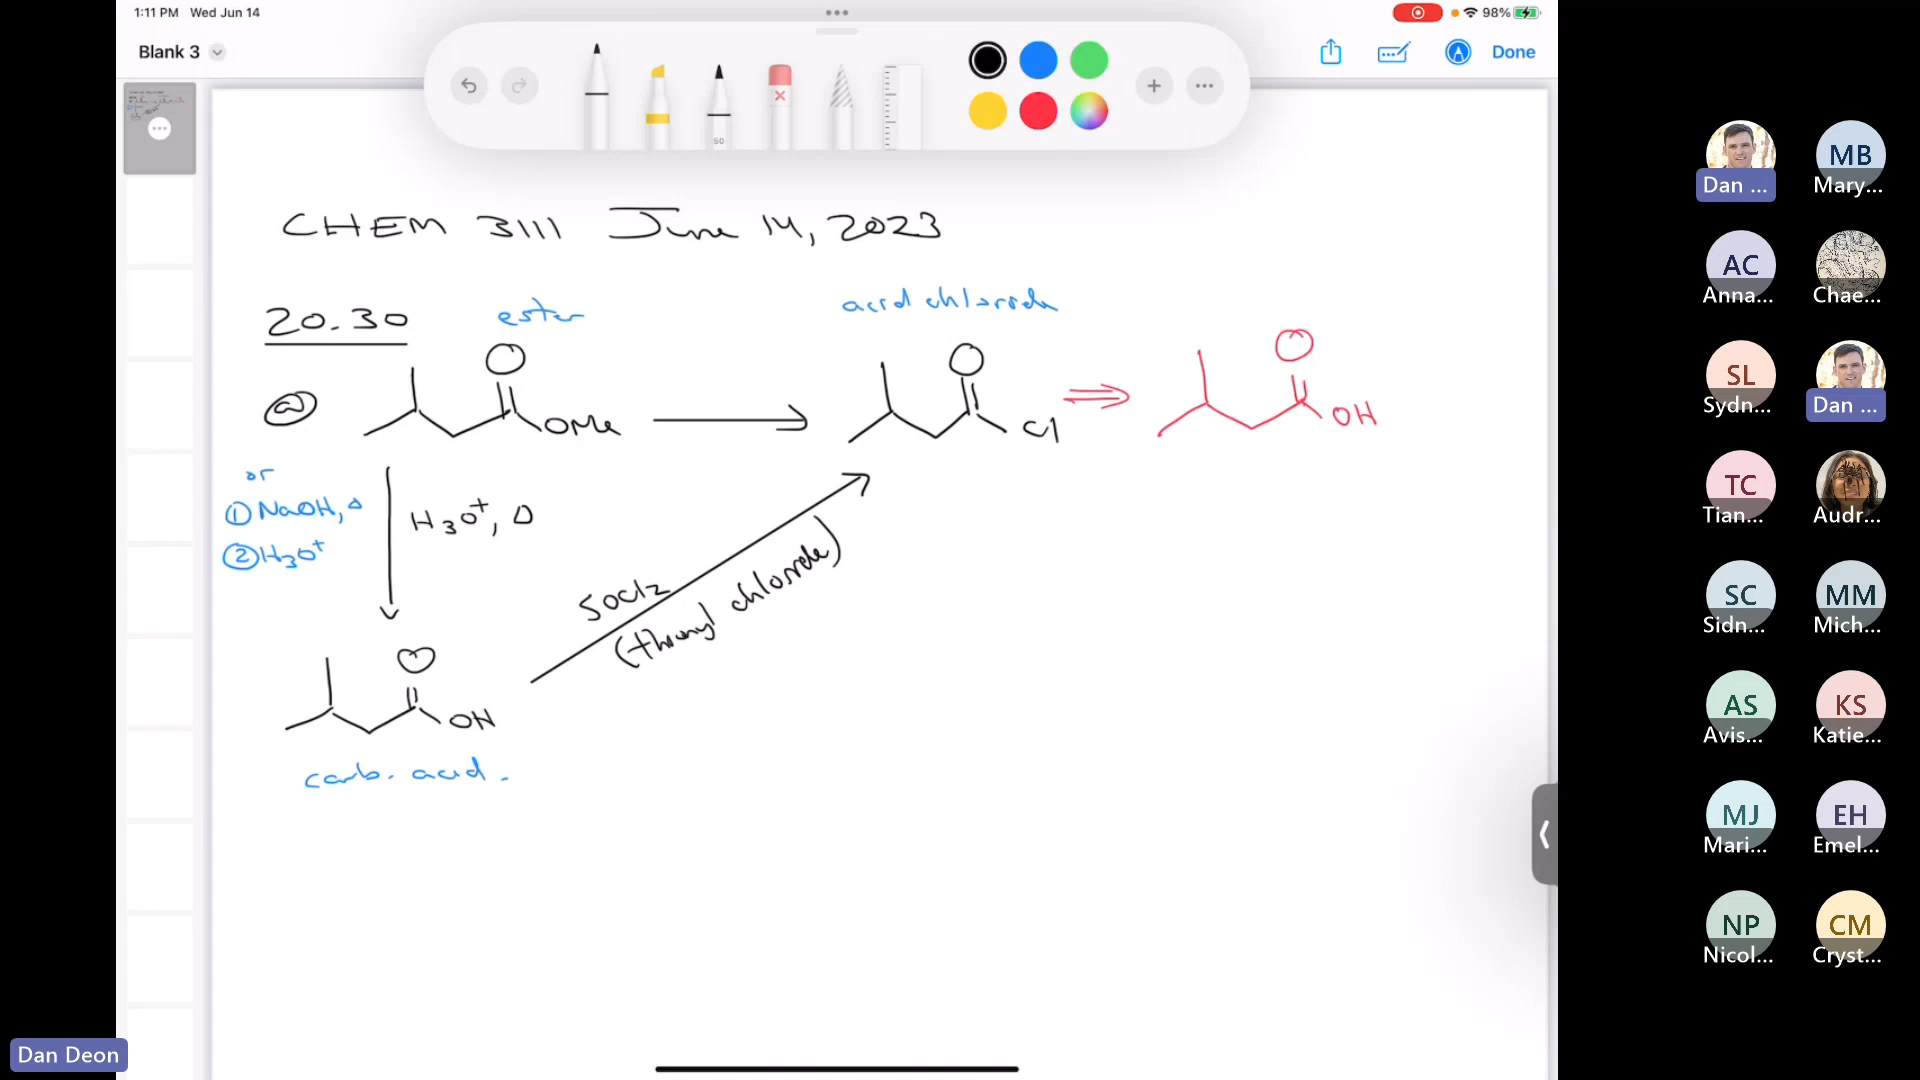 1:11 PM Wed Jun 14
98%
Blank 3
Done
50
CHEM 3111 June 14, 2023
20.30
ester
acid chloride
a
O
OMe
O
Cl
O
OH
or
① NaOH, Δ
② H3O+
H3O+, Δ
SOCl2
(thionyl chloride)
O
OH
carb. acid.
Dan ...
MB
Mary...
AC
Anna...
Chae...
SL
Sydn...
Dan ...
TC
Tian...
Audr...
SC
Sidn...
MM
Mich...
AS
Avis...
KS
Katie...
MJ
Mari...
EH
Emel...
NP
Nicol...
CM
Cryst...
Dan Deon